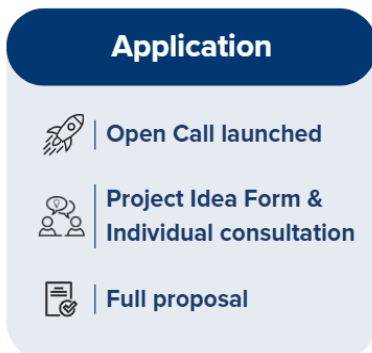 Application
Open Call launched
Project Idea Form &
Individual consultation
Full proposal